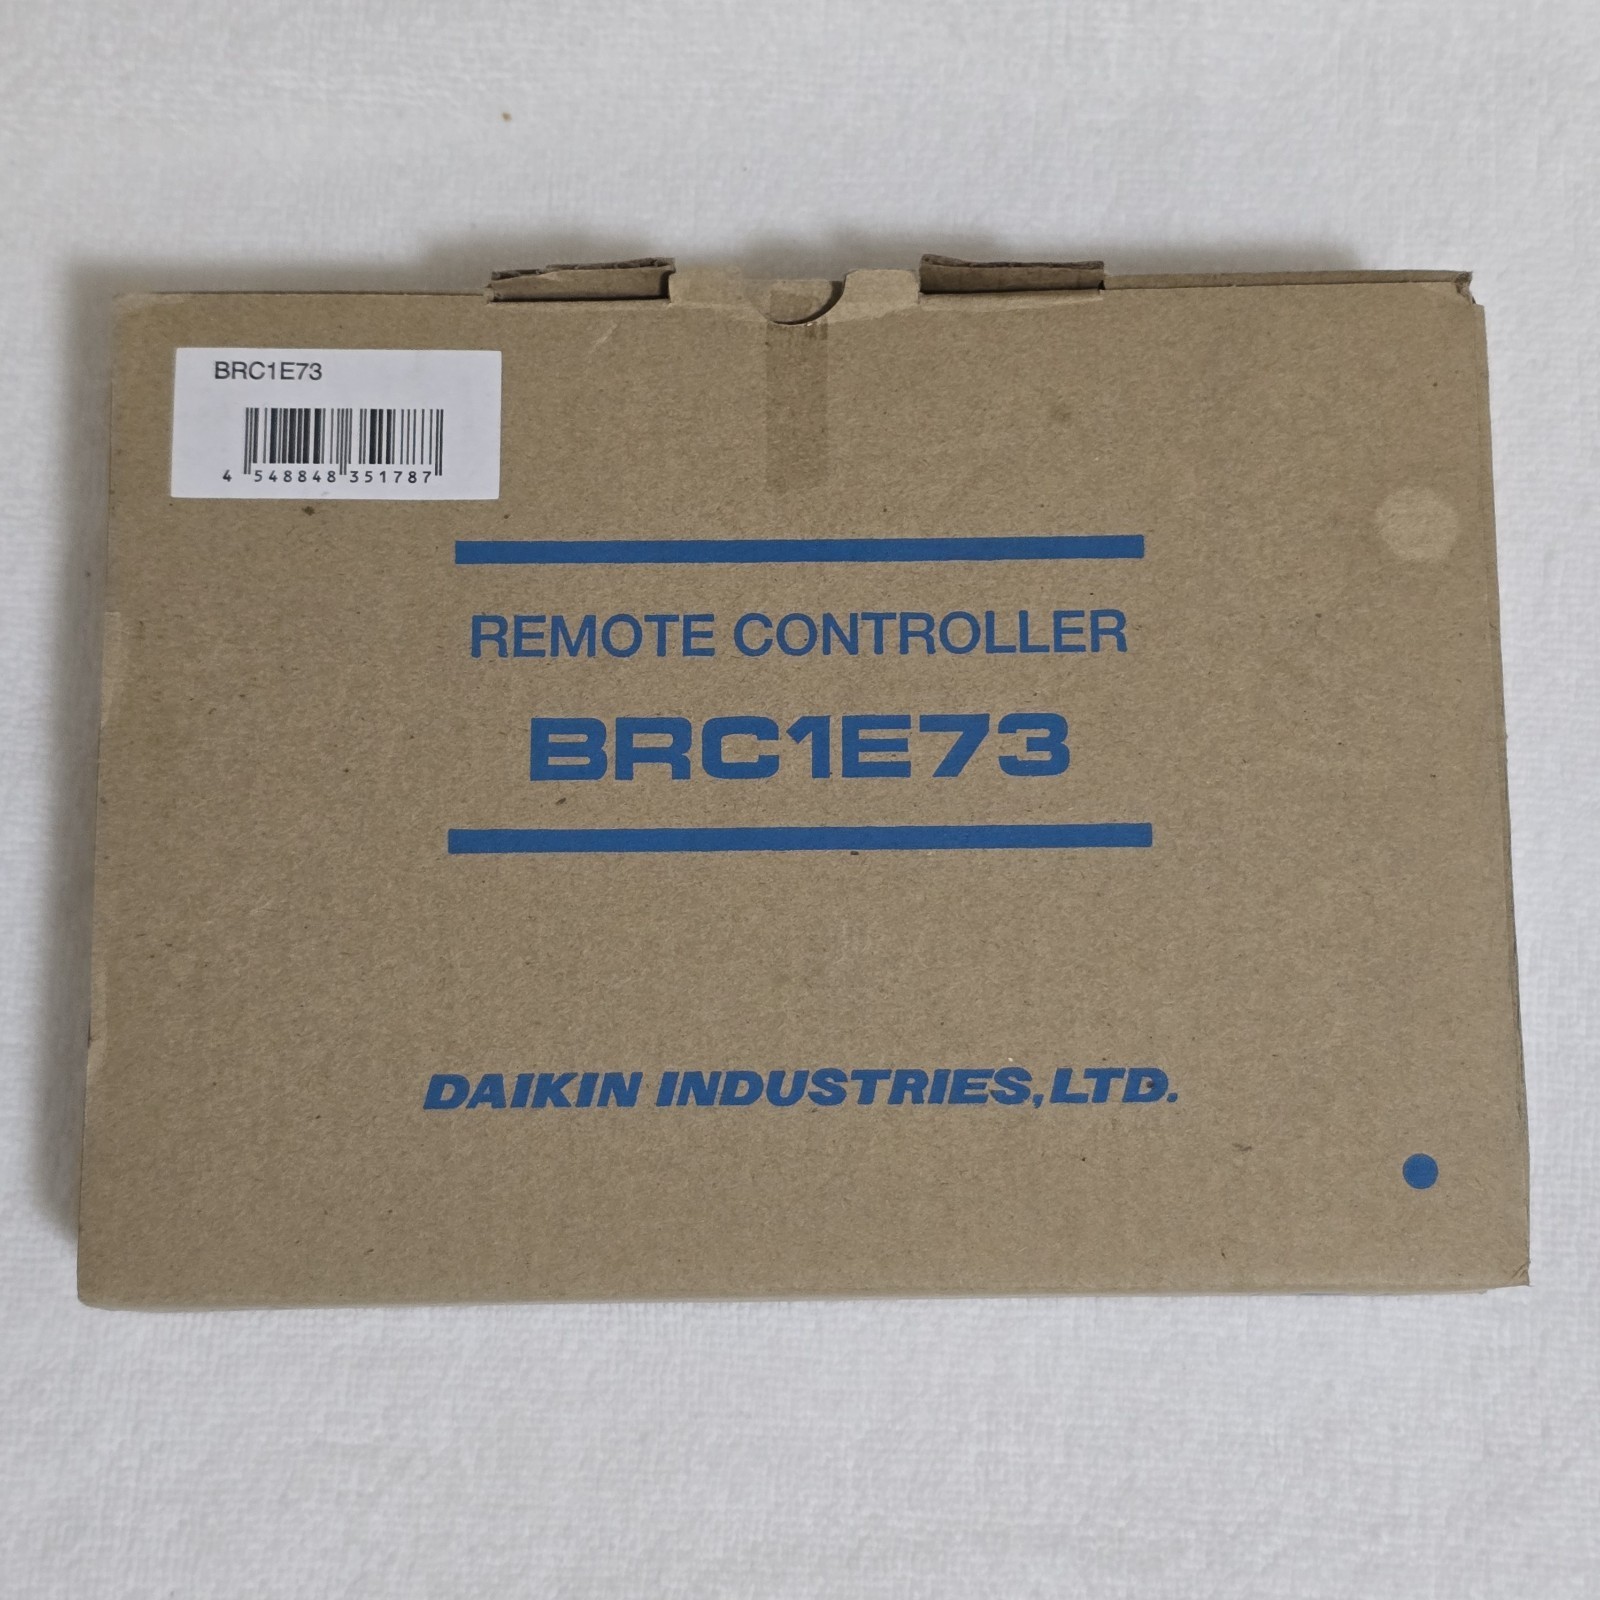 BRC1E73
4 548848 351787
REMOTE CONTROLLER
BRC1E73
DAIKIN INDUSTRIES,LTD.